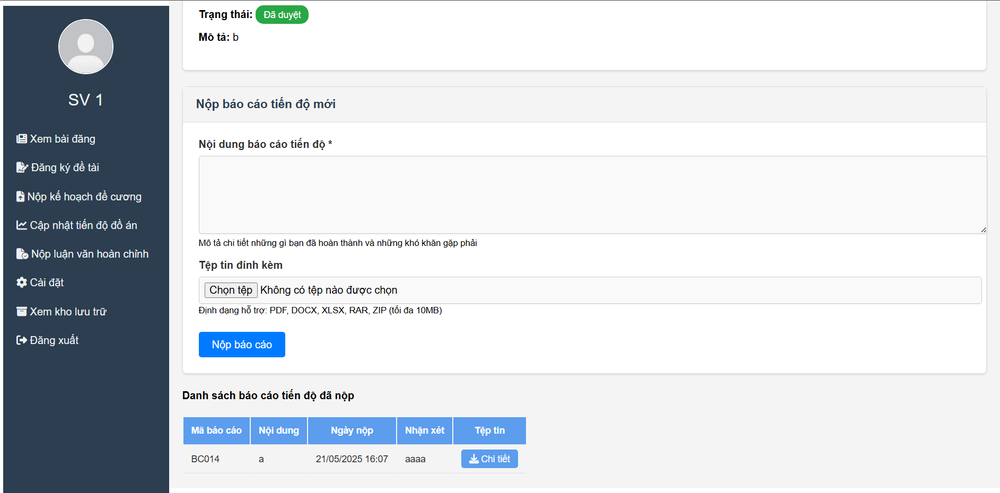 SV 1
Xem bài đăng
Đăng ký đề tài
Nộp kế hoạch đề cương
Cập nhật tiến độ đồ án
Nộp luận văn hoàn chỉnh
Cài đặt
Xem kho lưu trữ
Đăng xuất
Trạng thái: Đã duyệt
Mô tả: b
Nộp báo cáo tiến độ mới
Nội dung báo cáo tiến độ *
Mô tả chi tiết những gì bạn đã hoàn thành và những khó khăn gặp phải
Tệp tin đính kèm
Chọn tệp Không có tệp nào được chọn
Định dạng hỗ trợ: PDF, DOCX, XLSX, RAR, ZIP (tối đa 10MB)
Nộp báo cáo
Danh sách báo cáo tiến độ đã nộp
Mã báo cáo Nội dung Ngày nộp Nhận xét Tệp tin
BC014 a 21/05/2025 16:07 aaaa Chi tiết